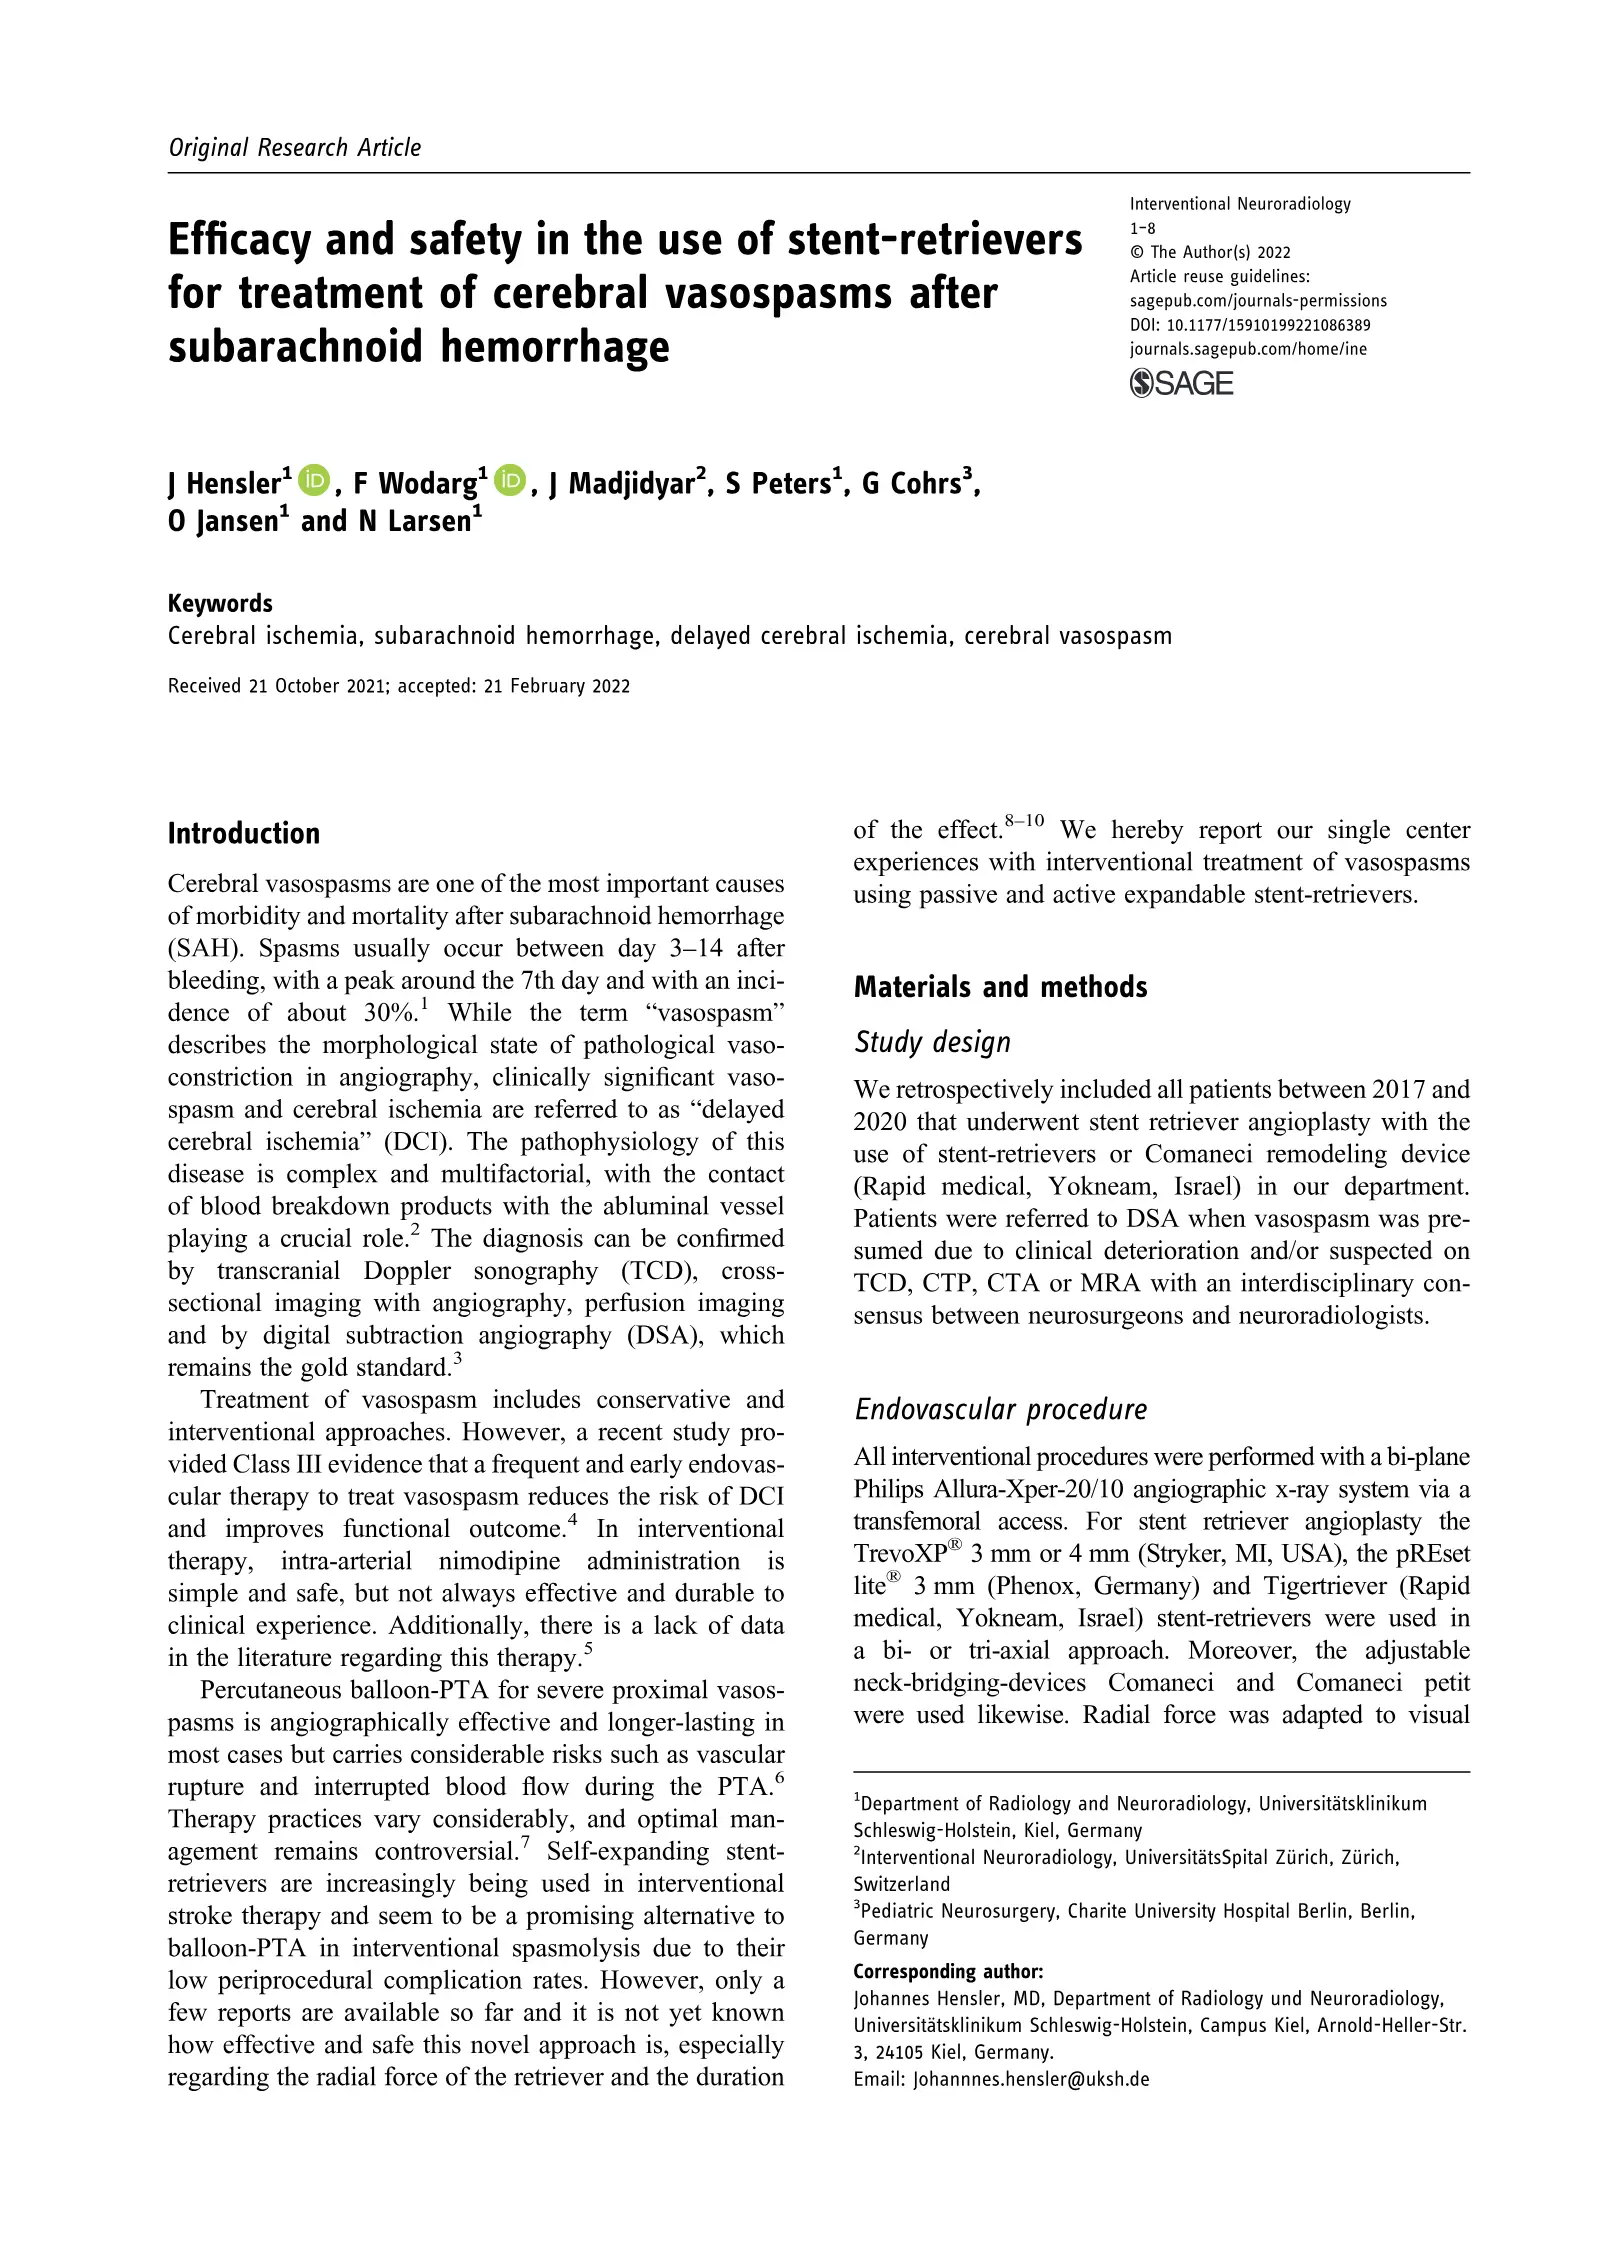 Original Research Article
Efficacy and safety in the use of stent-retrievers
for treatment of cerebral vasospasms after
subarachnoid hemorrhage
Interventional Neuroradiology
1–8
© The Author(s) 2022
Article reuse guidelines:
sagepub.com/journals-permissions
DOI: 10.1177/15910199221086389
journals.sagepub.com/home/ine
SAGE
J Hensler1 iD, F Wodarg1 iD, J Madjidyar2, S Peters1, G Cohrs3,
O Jansen1 and N Larsen1
Keywords
Cerebral ischemia, subarachnoid hemorrhage, delayed cerebral ischemia, cerebral vasospasm
Received 21 October 2021; accepted: 21 February 2022
Introduction
Cerebral vasospasms are one of the most important causes
of morbidity and mortality after subarachnoid hemorrhage
(SAH). Spasms usually occur between day 3–14 after
bleeding, with a peak around the 7th day and with an inci-
dence of about 30%.1 While the term “vasospasm”
describes the morphological state of pathological vaso-
constriction in angiography, clinically significant vaso-
spasm and cerebral ischemia are referred to as “delayed
cerebral ischemia” (DCI). The pathophysiology of this
disease is complex and multifactorial, with the contact
of blood breakdown products with the abluminal vessel
playing a crucial role.2 The diagnosis can be confirmed
by transcranial Doppler sonography (TCD), cross-
sectional imaging with angiography, perfusion imaging
and by digital subtraction angiography (DSA), which
remains the gold standard.3
Treatment of vasospasm includes conservative and
interventional approaches. However, a recent study pro-
vided Class III evidence that a frequent and early endovas-
cular therapy to treat vasospasm reduces the risk of DCI
and improves functional outcome.4 In interventional
therapy, intra-arterial nimodipine administration is
simple and safe, but not always effective and durable to
clinical experience. Additionally, there is a lack of data
in the literature regarding this therapy.5
Percutaneous balloon-PTA for severe proximal vasos-
pasms is angiographically effective and longer-lasting in
most cases but carries considerable risks such as vascular
rupture and interrupted blood flow during the PTA.6
Therapy practices vary considerably, and optimal man-
agement remains controversial.7 Self-expanding stent-
retrievers are increasingly being used in interventional
stroke therapy and seem to be a promising alternative to
balloon-PTA in interventional spasmolysis due to their
low periprocedural complication rates. However, only a
few reports are available so far and it is not yet known
how effective and safe this novel approach is, especially
regarding the radial force of the retriever and the duration
of the effect.8–10 We hereby report our single center
experiences with interventional treatment of vasospasms
using passive and active expandable stent-retrievers.
Materials and methods
Study design
We retrospectively included all patients between 2017 and
2020 that underwent stent retriever angioplasty with the
use of stent-retrievers or Comaneci remodeling device
(Rapid medical, Yokneam, Israel) in our department.
Patients were referred to DSA when vasospasm was pre-
sumed due to clinical deterioration and/or suspected on
TCD, CTP, CTA or MRA with an interdisciplinary con-
sensus between neurosurgeons and neuroradiologists.
Endovascular procedure
All interventional procedures were performed with a bi-plane
Philips Allura-Xper-20/10 angiographic x-ray system via a
transfemoral access. For stent retriever angioplasty the
TrevoXP® 3 mm or 4 mm (Stryker, MI, USA), the pREset
lite® 3 mm (Phenox, Germany) and Tigertriever (Rapid
medical, Yokneam, Israel) stent-retrievers were used in
a bi- or tri-axial approach. Moreover, the adjustable
neck-bridging-devices Comaneci and Comaneci petit
were used likewise. Radial force was adapted to visual
1Department of Radiology and Neuroradiology, Universitätsklinikum
Schleswig-Holstein, Kiel, Germany
2Interventional Neuroradiology, UniversitätsSpital Zürich, Zürich,
Switzerland
3Pediatric Neurosurgery, Charite University Hospital Berlin, Berlin,
Germany
Corresponding author:
Johannes Hensler, MD, Department of Radiology und Neuroradiology,
Universitätsklinikum Schleswig-Holstein, Campus Kiel, Arnold-Heller-Str.
3, 24105 Kiel, Germany.
Email: Johannnes.hensler@uksh.de